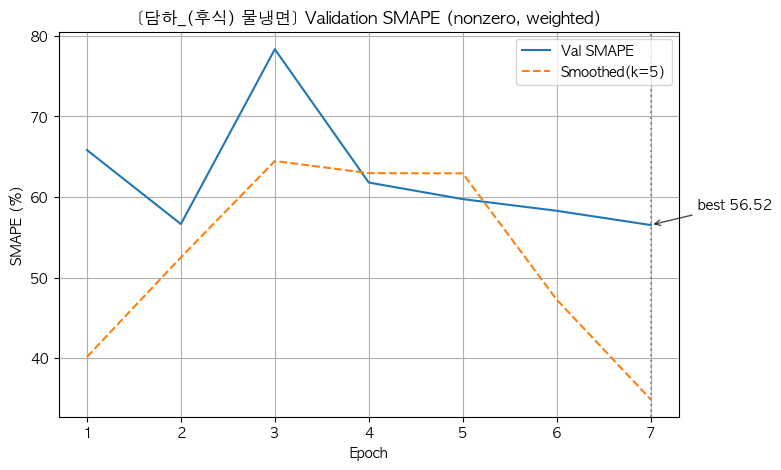 [담하_(후식) 물냉면] Validation SMAPE (nonzero, weighted)
Val SMAPE
Smoothed(k=5)
80
70
60
50
40
SMAPE (%)
best 56.52
1 2 3 4 5 6 7
Epoch